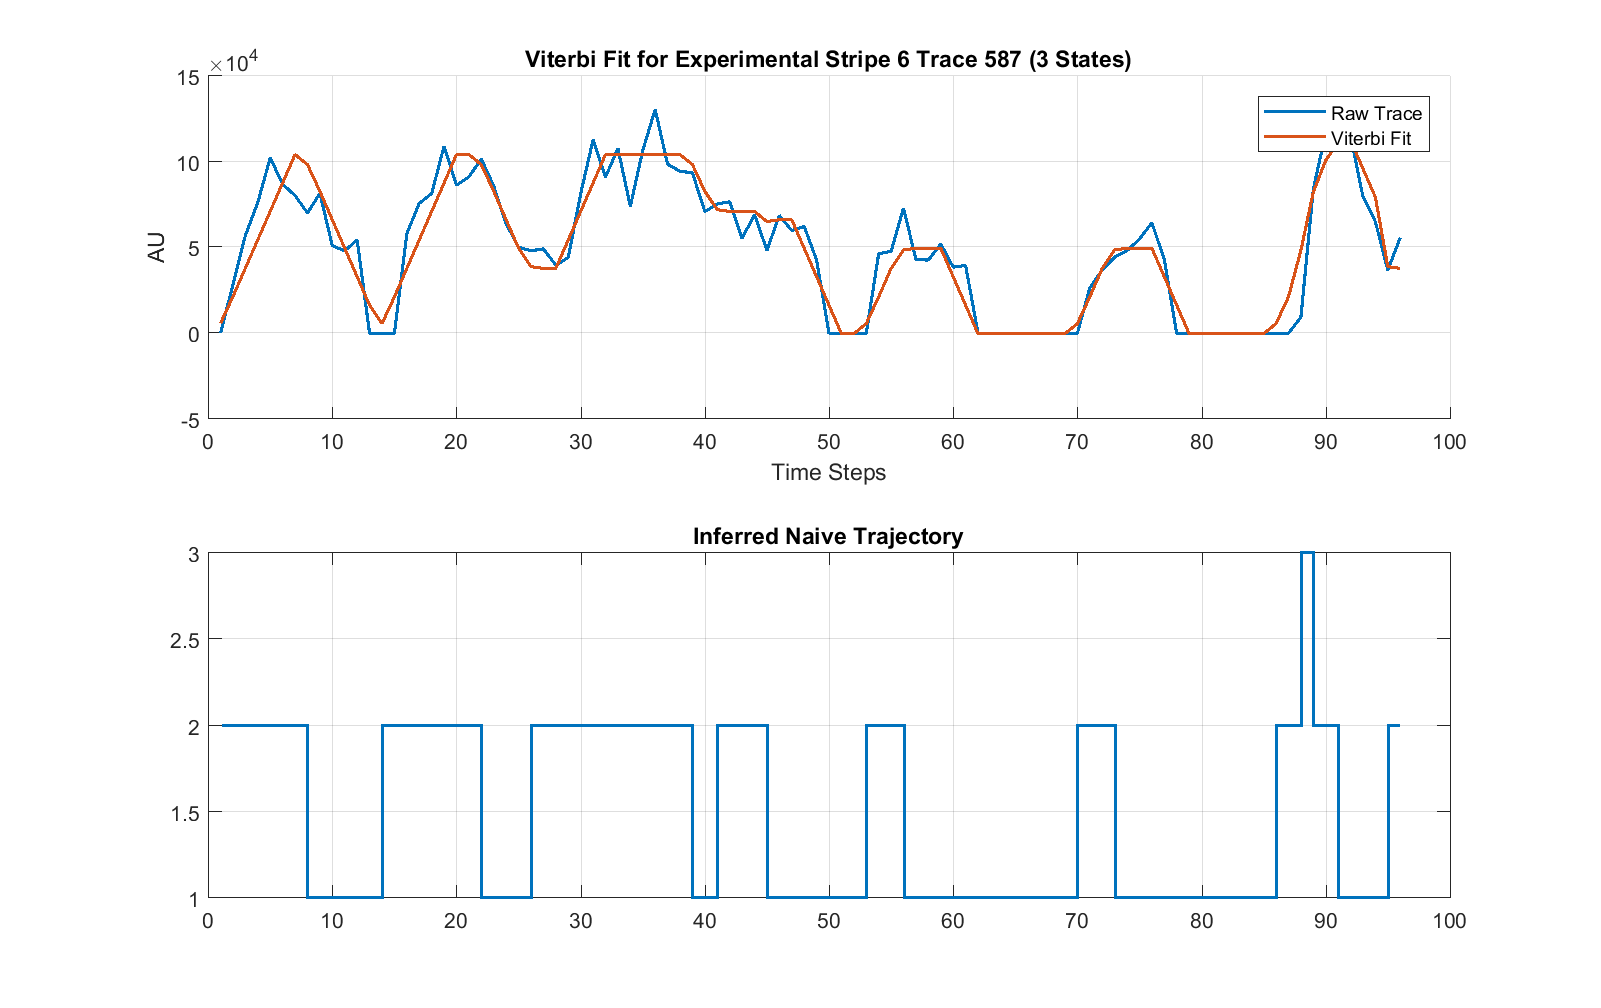 Viterbi Fit for Experimental Stripe 6 Trace 587 (3 States)
×10⁴
15
10
5
0
-5
AU
Raw Trace
Viterbi Fit
0 10 20 30 40 50 60 70 80 90 100
Time Steps
Inferred Naive Trajectory
3
2.5
2
1.5
1
0 10 20 30 40 50 60 70 80 90 100